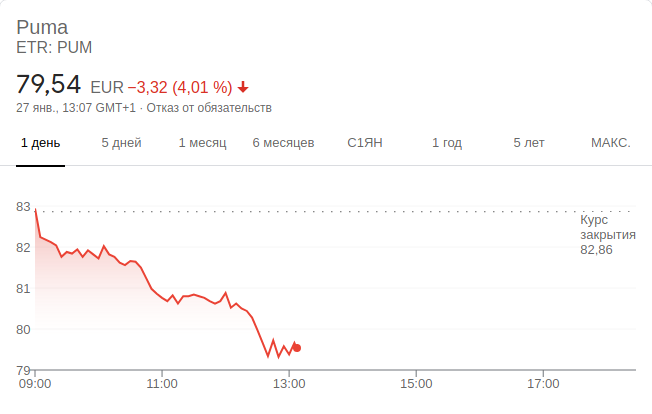 Puma
ETR: PUM
79,54 EUR −3,32 (4,01 %)
27 янв., 13:07 GMT+1 · Отказ от обязательств
1 день 5 дней 1 месяц 6 месяцев С1ЯН 1 год 5 лет МАКС.
83
Курс
закрытия
82,86
82
81
80
79
09:00 11:00 13:00 15:00 17:00